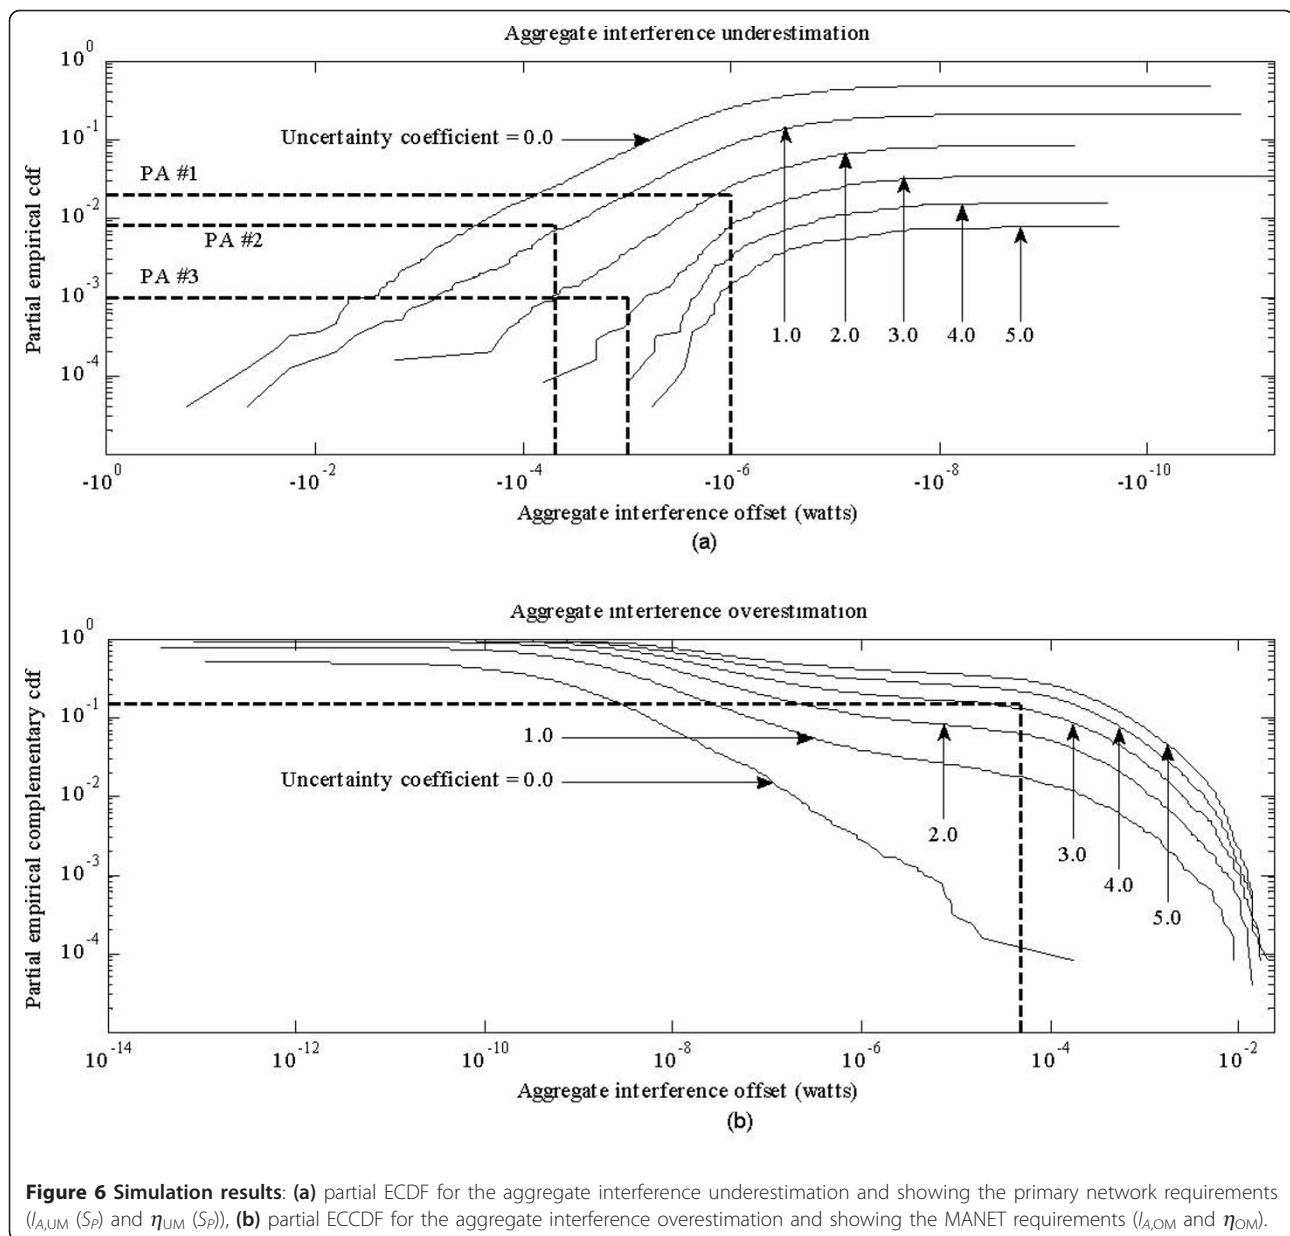 Aggregate interference underestimation
Partial empirical cdf
10^0
10^-1
10^-2
10^-3
10^-4
Uncertainty coefficient = 0.0
PA #1
PA #2
PA #3
1.0
2.0
3.0
4.0
5.0
-10^0
-10^-2
-10^-4
-10^-6
-10^-8
-10^-10
Aggregate interference offset (watts)
(a)
Aggregate interference overestimation
Partial empirical complementary cdf
10^0
10^-1
10^-2
10^-3
10^-4
1.0
Uncertainty coefficient = 0.0
2.0
3.0
4.0
5.0
10^-14
10^-12
10^-10
10^-8
10^-6
10^-4
10^-2
Aggregate interference offset (watts)
(b)
Figure 6 Simulation results: (a) partial ECDF for the aggregate interference underestimation and showing the primary network requirements
(I_A,UM (S_P) and η_UM (S_P)), (b) partial ECCDF for the aggregate interference overestimation and showing the MANET requirements (I_A,OM and η_OM).